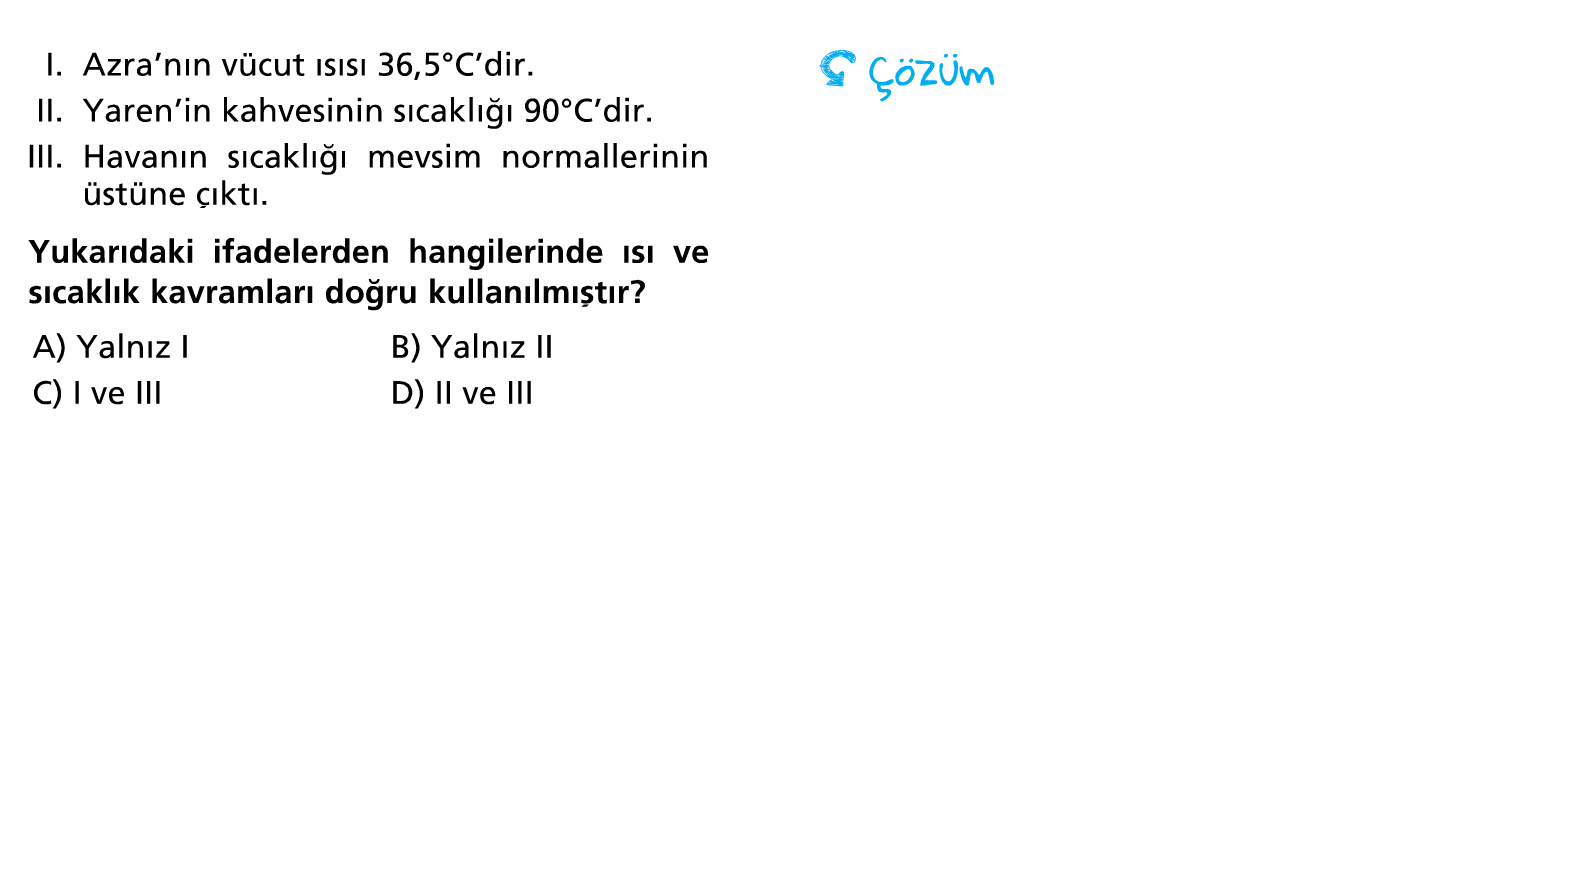 I. Azra’nın vücut ısısı 36,5°C’dir.
II. Yaren’in kahvesinin sıcaklığı 90°C’dir.
III. Havanın sıcaklığı mevsim normallerinin
üstüne çıktı.
Yukarıdaki ifadelerden hangilerinde ısı ve
sıcaklık kavramları doğru kullanılmıştır?
A) Yalnız I B) Yalnız II
C) I ve III D) II ve III
Çözüm